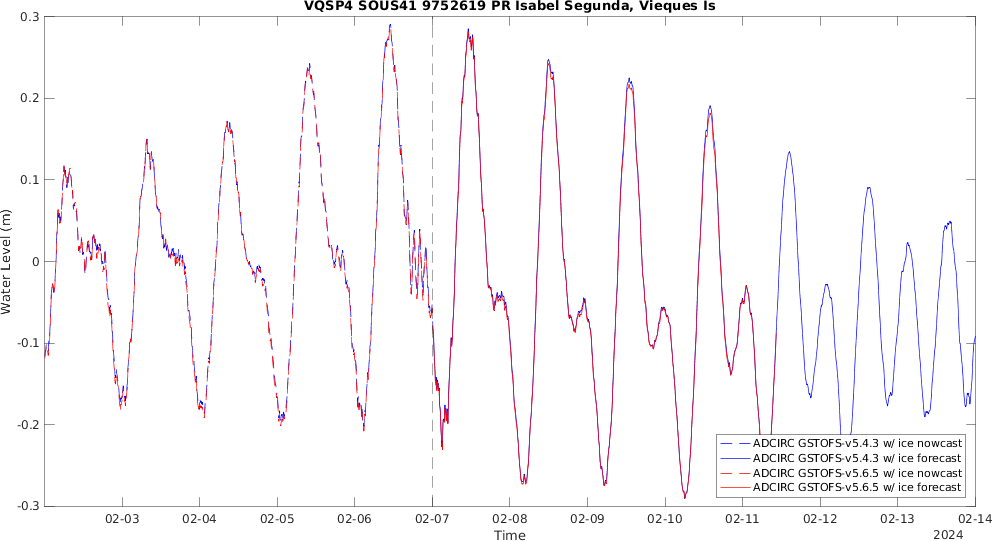 VQSP4 SOUS41 9752619 PR Isabel Segunda, Vieques Is
0.3
0.2
0.1
0
-0.1
-0.2
-0.3
Water Level (m)
ADCIRC GSTOFS-v5.4.3 w/ ice nowcast
ADCIRC GSTOFS-v5.4.3 w/ ice forecast
ADCIRC GSTOFS-v5.6.5 w/ ice nowcast
ADCIRC GSTOFS-v5.6.5 w/ ice forecast
02-03 02-04 02-05 02-06 02-07 02-08 02-09 02-10 02-11 02-12 02-13 02-14
Time
2024